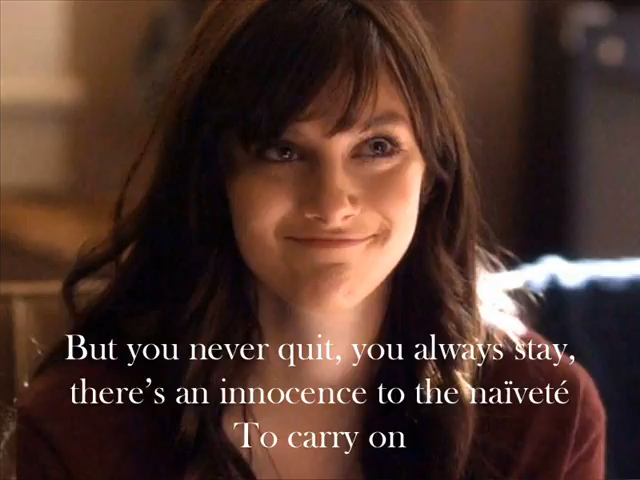 But you never quit, you always stay,
there's an innocence to the naïveté
To carry on